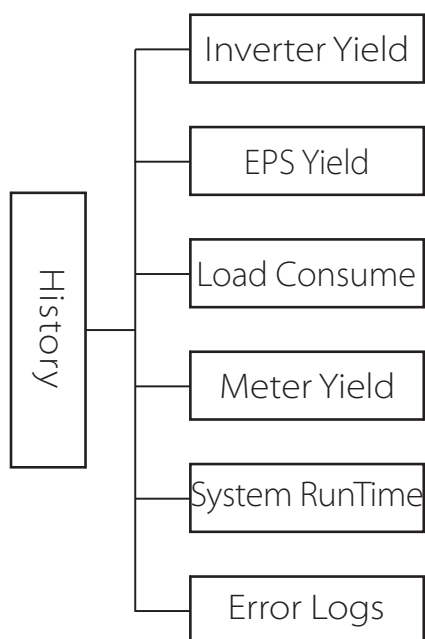 History
Inverter Yield
EPS Yield
Load Consume
Meter Yield
System RunTime
Error Logs